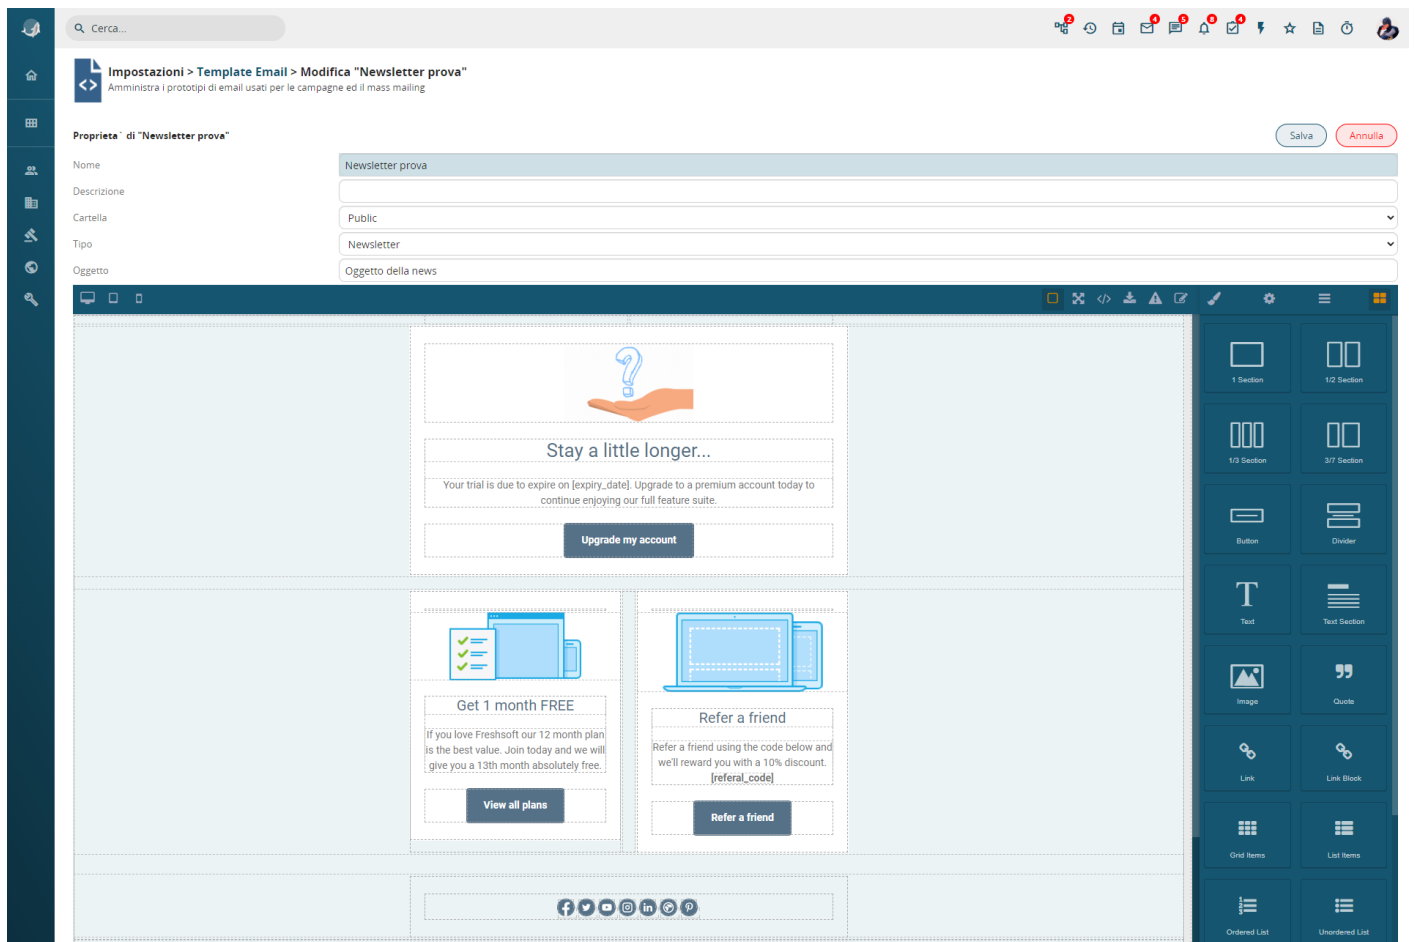 Cerca...
2
4
5
8
4
Impostazioni > Template Email > Modifica "Newsletter prova"
Amministra i prototipi di email usati per le campagne ed il mass mailing
Proprieta` di "Newsletter prova"
Salva
Annulla
Nome
Newsletter prova
Descrizione
Cartella
Public
Tipo
Newsletter
Oggetto
Oggetto della news
Stay a little longer...
Your trial is due to expire on [expiry_date]. Upgrade to a premium account today to
continue enjoying our full feature suite.
Upgrade my account
Get 1 month FREE
If you love Freshsoft our 12 month plan
is the best value. Join today and we will
give you a 13th month absolutely free.
View all plans
Refer a friend
Refer a friend using the code below and
we'll reward you with a 10% discount.
[referal_code]
Refer a friend
1 Section
1/2 Section
1/3 Section
3/7 Section
Button
Divider
Text
Text Section
Image
Quote
Link
Link Block
Grid Items
List Items
Ordered List
Unordered List